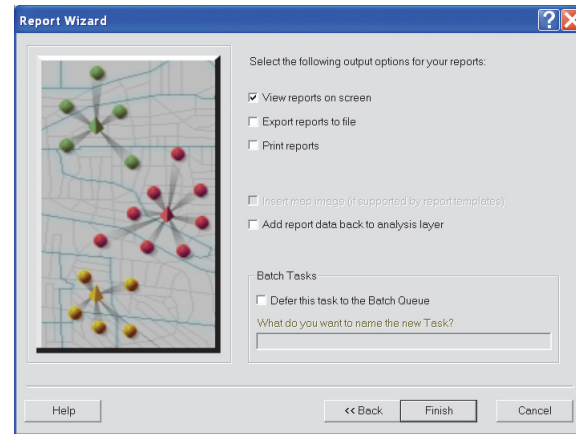 Report Wizard
Select the following output options for your reports:
View reports on screen
Export reports to file
Print reports
Insert map image (if supported by report templates)
Add report data back to analysis layer
Batch Tasks
Defer this task to the Batch Queue
What do you want to name the new Task?
Help
<< Back
Finish
Cancel